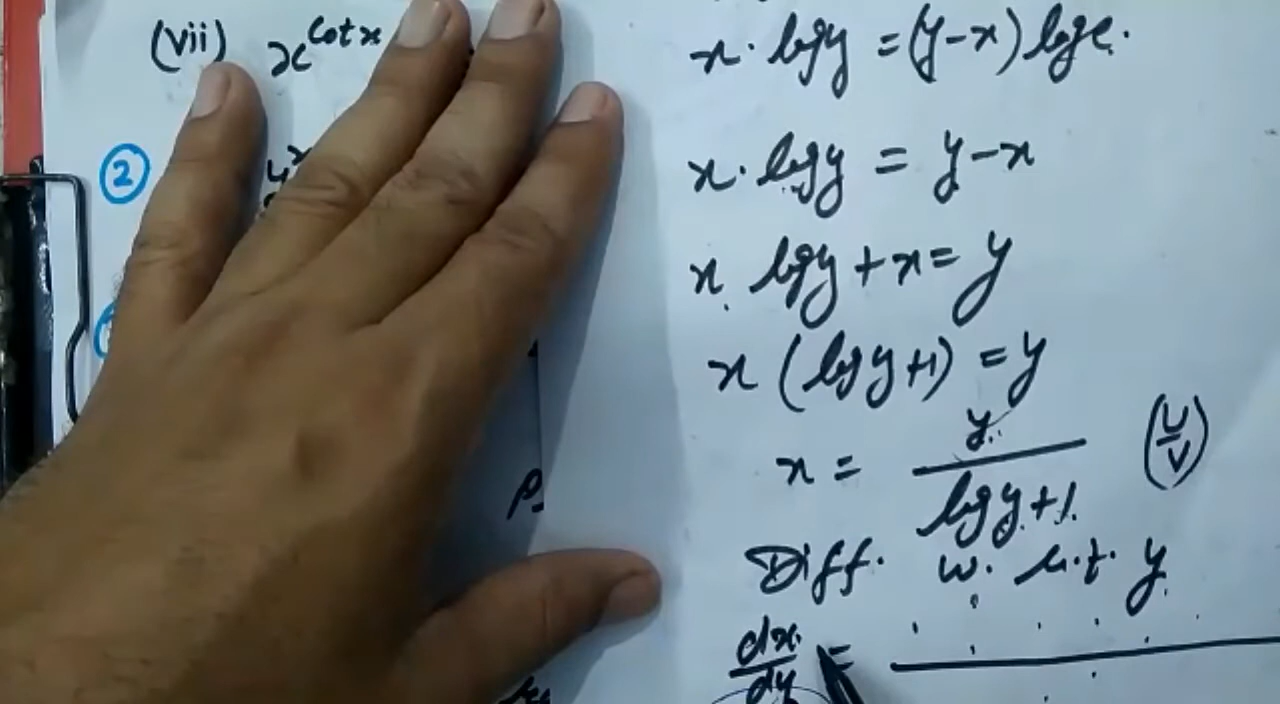 (vii) x^cot x
②
x · log y = (y-x) log e.
x · log y = y-x
x. log y + x = y
x (log y+1) = y
x = y / log y+1 (u/v)
Diff. w. r.t. y
dx/dy =